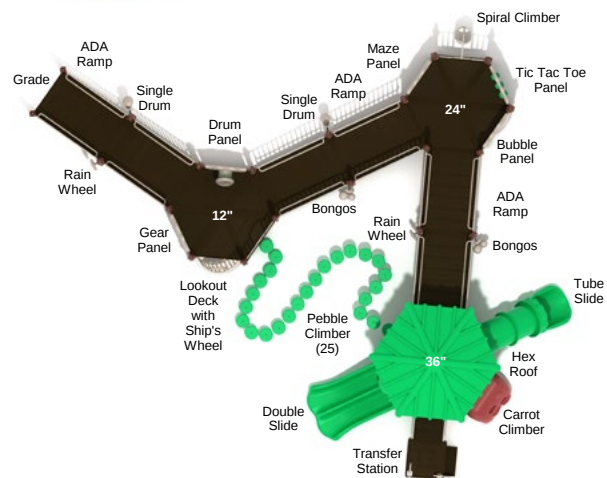 Spiral Climber
ADA
Ramp
Grade
Single
Drum
Drum
Panel
Single
Drum
ADA
Ramp
Maze
Panel
Tic Tac Toe
Panel
24"
Bubble
Panel
Rain
Wheel
12"
Gear
Panel
Bongos
Rain
Wheel
ADA
Ramp
Bongos
Lookout
Deck
with
Ship's
Wheel
Pebble
Climber
(25)
Tube
Slide
36"
Hex
Roof
Double
Slide
Carrot
Climber
Transfer
Station